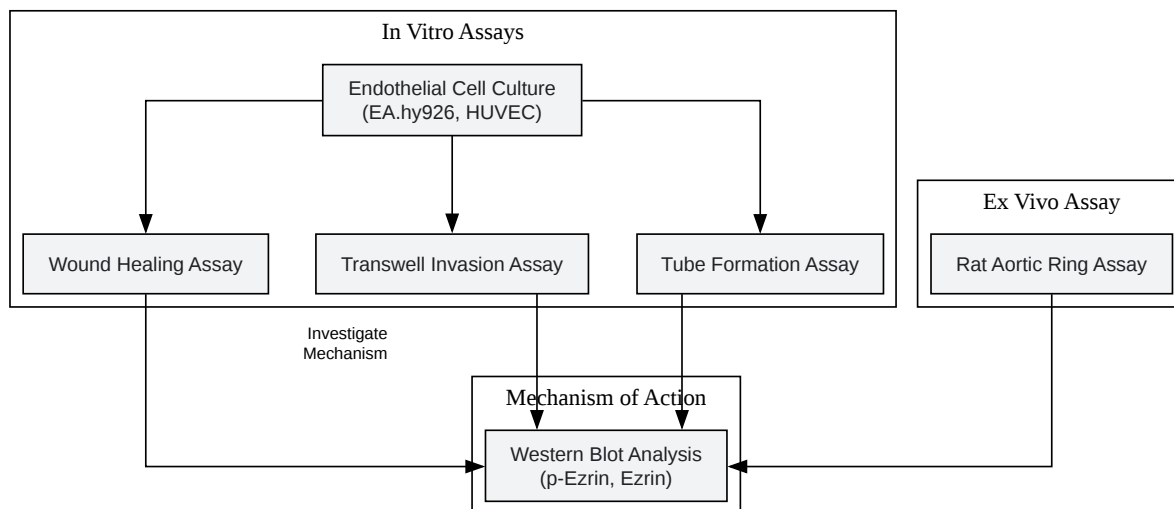 In Vitro Assays
Endothelial Cell Culture
(EA.hy926, HUVEC)
Ex Vivo Assay
Wound Healing Assay
Transwell Invasion Assay
Tube Formation Assay
Rat Aortic Ring Assay
Investigate
Mechanism
Mechanism of Action
Western Blot Analysis
(p-Ezrin, Ezrin)